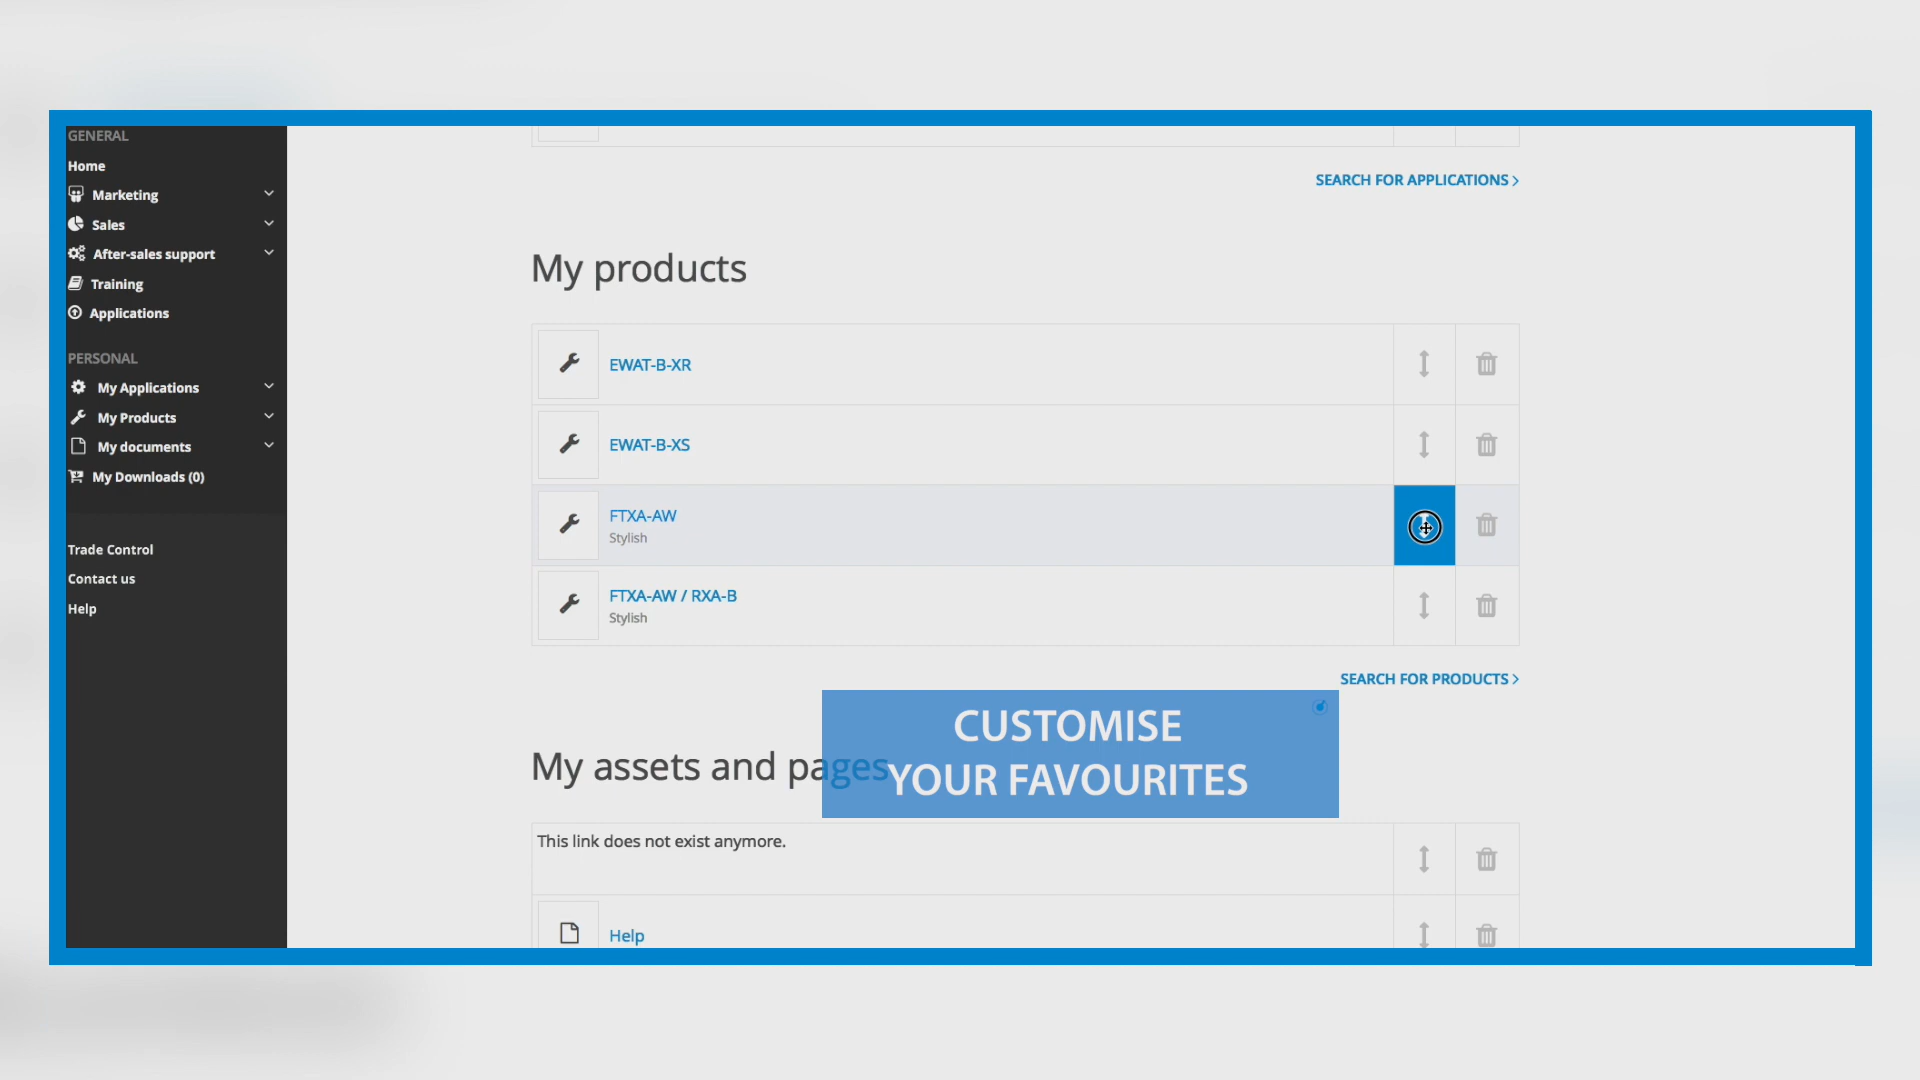 GENERAL
Home
Marketing
Sales
After-sales support
Training
Applications
PERSONAL
My Applications
My Products
My documents
My Downloads (0)
Trade Control
Contact us
Help
SEARCH FOR APPLICATIONS >
My products
EWAT-B-XR
EWAT-B-XS
FTXA-AW
Stylish
FTXA-AW / RXA-B
Stylish
SEARCH FOR PRODUCTS >
CUSTOMISE
YOUR FAVOURITES
My assets and pages
This link does not exist anymore.
Help